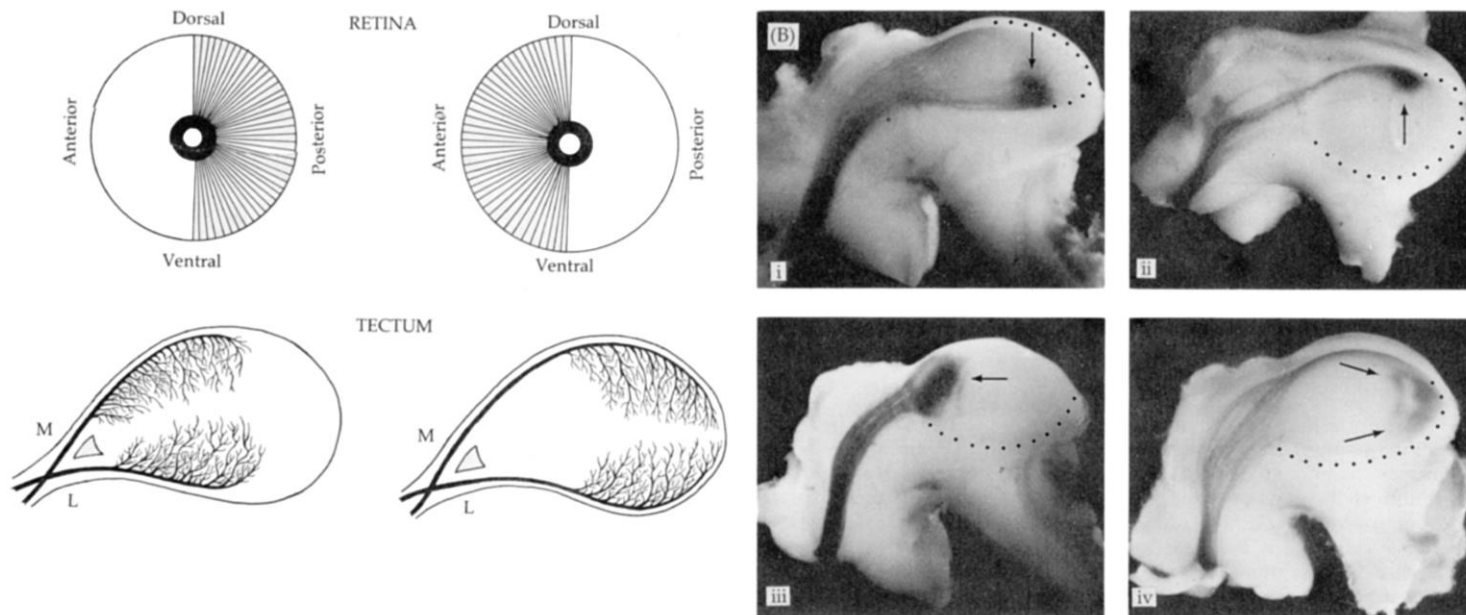 Dorsal
RETINA
Dorsal
Anterior
Posterior
Anterior
Posterior
Ventral
Ventral
TECTUM
M
L
M
L
(B)
i
ii
iii
iv